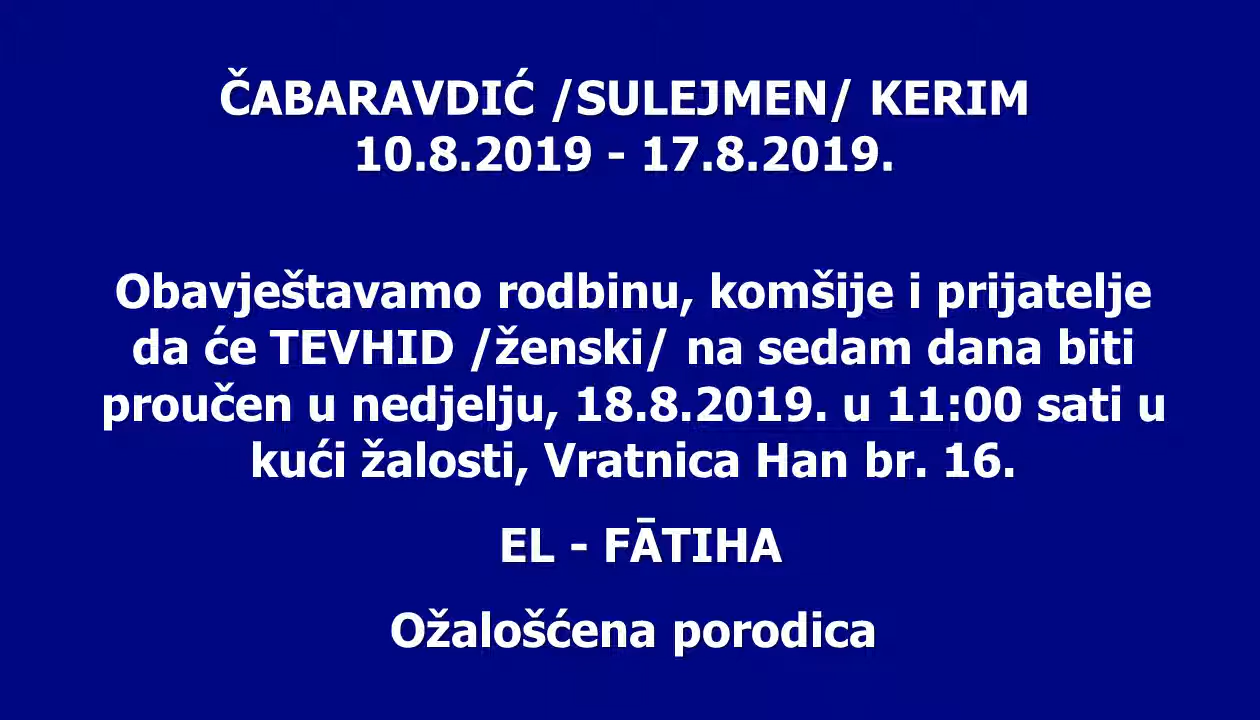 ČABARAVDIĆ /SULEJMEN/ KERIM
10.8.2019 - 17.8.2019.
Obavještavamo rodbinu, komšije i prijatelje
da će TEVHID /ženski/ na sedam dana biti
proučen u nedjelju, 18.8.2019. u 11:00 sati u
kući žalosti, Vratnica Han br. 16.
EL - FĀTIHA
Ožalošćena porodica